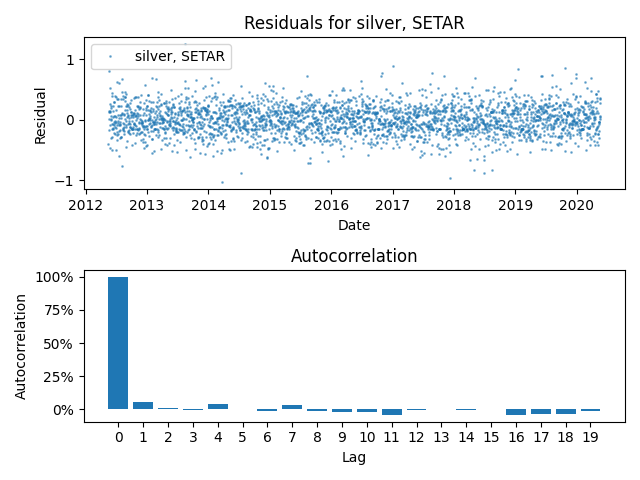 Residuals for silver, SETAR
silver, SETAR
1
0
−1
Residual
2012 2013 2014 2015 2016 2017 2018 2019 2020
Date
Autocorrelation
100%
75%
50%
25%
0%
Autocorrelation
0 1 2 3 4 5 6 7 8 9 10 11 12 13 14 15 16 17 18 19
Lag